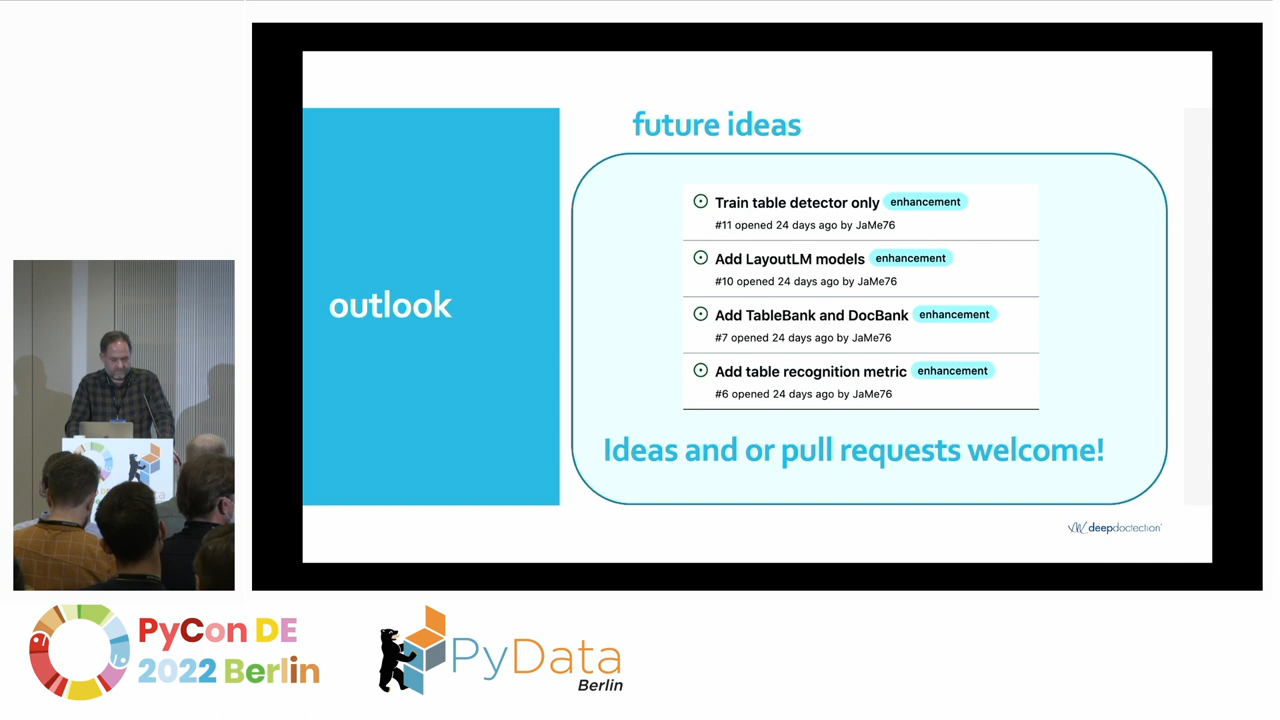 future ideas
outlook
Train table detector only enhancement
#11 opened 24 days ago by JaMe76
Add LayoutLM models enhancement
#10 opened 24 days ago by JaMe76
Add TableBank and DocBank enhancement
#7 opened 24 days ago by JaMe76
Add table recognition metric enhancement
#6 opened 24 days ago by JaMe76
Ideas and or pull requests welcome!
deepdoctection
PyCon DE
2022 Berlin
PyData
Berlin